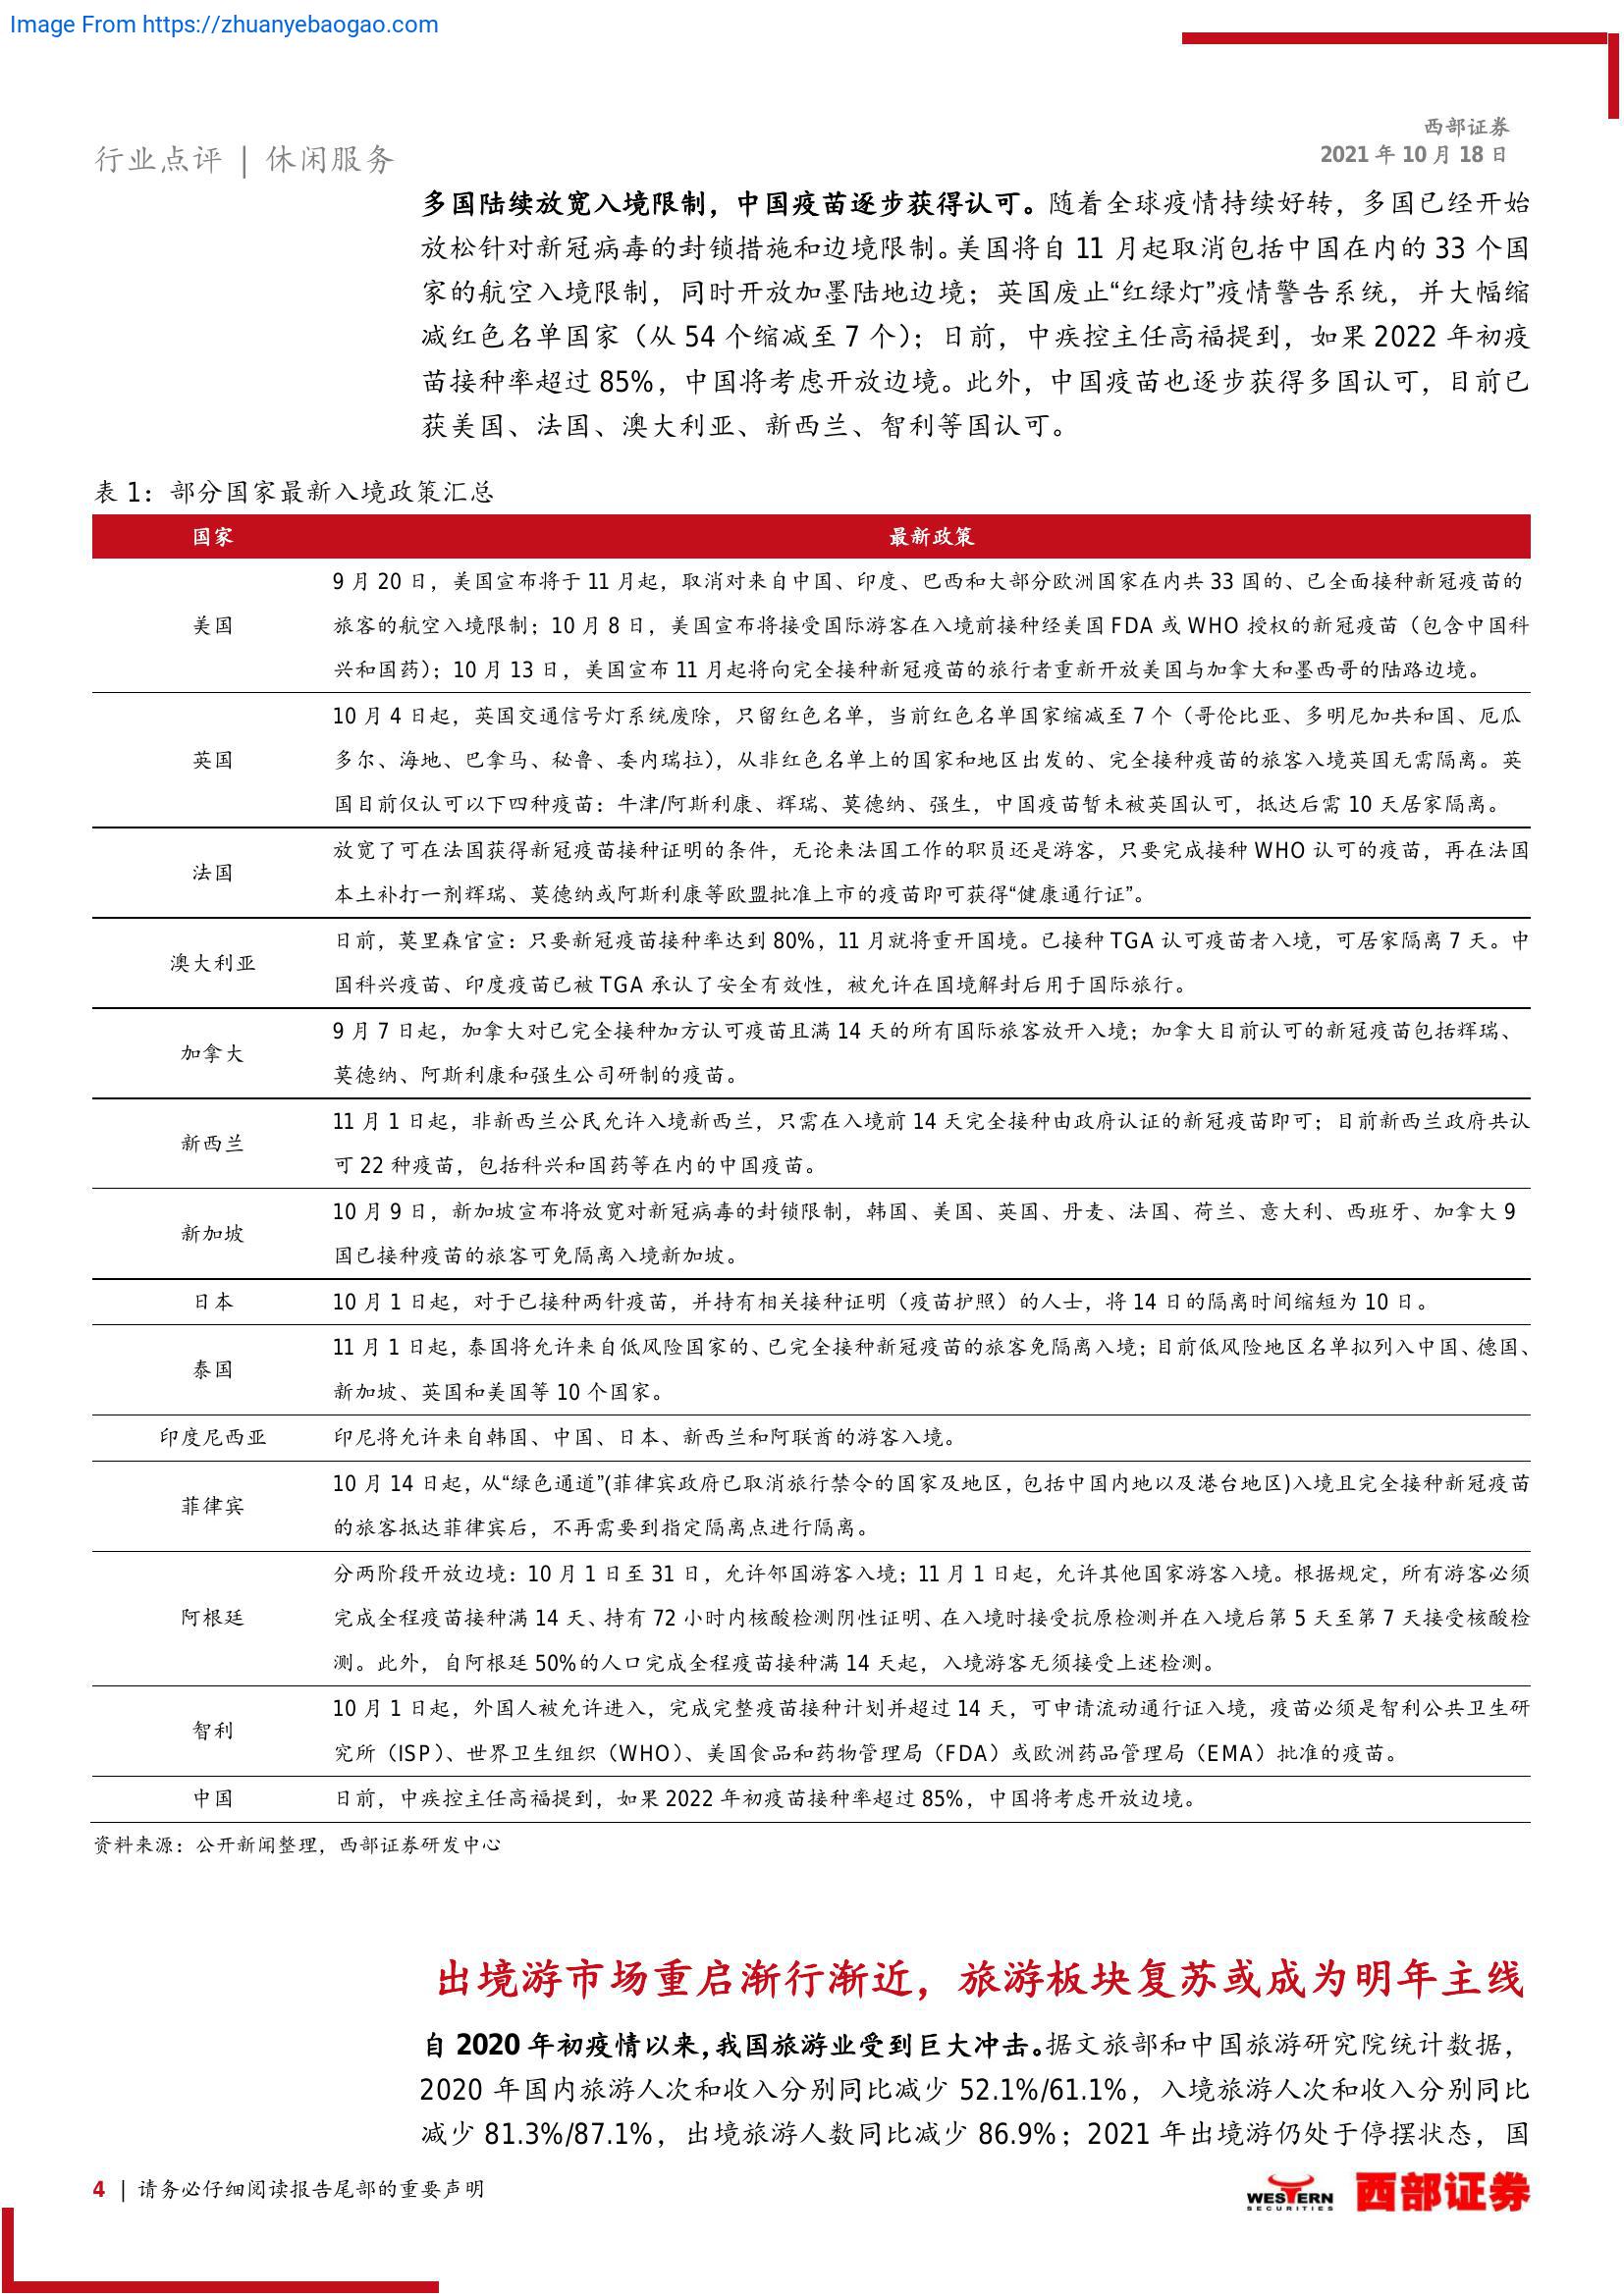 Image From https://zhuanyebaogao.com
西部证券
2021 年 10 月 18 日
行业点评 | 休闲服务
多国陆续放宽入境限制，中国疫苗逐步获得认可。随着全球疫情持续好转，多国已经开始
放松针对新冠病毒的封锁措施和边境限制。美国将自 11 月起取消包括中国在内的 33 个国
家的航空入境限制，同时开放加墨陆地边境；英国废止“红绿灯”疫情警告系统，并大幅缩
减红色名单国家（从 54 个缩减至 7 个）；日前，中疾控主任高福提到，如果 2022 年初疫
苗接种率超过 85%，中国将考虑开放边境。此外，中国疫苗也逐步获得多国认可，目前已
获美国、法国、澳大利亚、新西兰、智利等国认可。
表 1：部分国家最新入境政策汇总
国家 最新政策
9 月 20 日，美国宣布将于 11 月起，取消对来自中国、印度、巴西和大部分欧洲国家在内共 33 国的、已全面接种新冠疫苗的
美国 旅客的航空入境限制；10 月 8 日，美国宣布将接受国际游客在入境前接种经美国 FDA 或 WHO 授权的新冠疫苗（包含中国科
兴和国药）；10 月 13 日，美国宣布 11 月起将向完全接种新冠疫苗的旅行者重新开放美国与加拿大和墨西哥的陆路边境。
10 月 4 日起，英国交通信号灯系统废除，只留红色名单，当前红色名单国家缩减至 7 个（哥伦比亚、多明尼加共和国、厄瓜
英国 多尔、海地、巴拿马、秘鲁、委内瑞拉），从非红色名单上的国家和地区出发的、完全接种疫苗的旅客入境英国无需隔离。英
国目前仅认可以下四种疫苗：牛津/阿斯利康、辉瑞、莫德纳、强生，中国疫苗暂未被英国认可，抵达后需 10 天居家隔离。
法国 放宽了可在法国获得新冠疫苗接种证明的条件，无论来法国工作的职员还是游客，只要完成接种 WHO 认可的疫苗，再在法国
本土补打一剂辉瑞、莫德纳或阿斯利康等欧盟批准上市的疫苗即可获得“健康通行证”。
澳大利亚 日前，莫里森官宣：只要新冠疫苗接种率达到 80%，11 月就将重开国境。已接种 TGA 认可疫苗者入境，可居家隔离 7 天。中
国科兴疫苗、印度疫苗已被 TGA 承认了安全有效性，被允许在国境解封后用于国际旅行。
加拿大 9 月 7 日起，加拿大对已完全接种加方认可疫苗且满 14 天的所有国际旅客放开入境；加拿大目前认可的新冠疫苗包括辉瑞、
莫德纳、阿斯利康和强生公司研制的疫苗。
新西兰 11 月 1 日起，非新西兰公民允许入境新西兰，只需在入境前 14 天完全接种由政府认证的新冠疫苗即可；目前新西兰政府共认
可 22 种疫苗，包括科兴和国药等在内的中国疫苗。
新加坡 10 月 9 日，新加坡宣布将放宽对新冠病毒的封锁限制，韩国、美国、英国、丹麦、法国、荷兰、意大利、西班牙、加拿大 9
国已接种疫苗的旅客可免隔离入境新加坡。
日本 10 月 1 日起，对于已接种两针疫苗，并持有相关接种证明（疫苗护照）的人士，将 14 日的隔离时间缩短为 10 日。
泰国 11 月 1 日起，泰国将允许来自低风险国家的、已完全接种新冠疫苗的旅客免隔离入境；目前低风险地区名单拟列入中国、德国、
新加坡、英国和美国等 10 个国家。
印度尼西亚 印尼将允许来自韩国、中国、日本、新西兰和阿联酋的游客入境。
菲律宾 10 月 14 日起，从“绿色通道”(菲律宾政府已取消旅行禁令的国家及地区，包括中国内地以及港台地区)入境且完全接种新冠疫苗
的旅客抵达菲律宾后，不再需要到指定隔离点进行隔离。
分两阶段开放边境：10 月 1 日至 31 日，允许邻国游客入境；11 月 1 日起，允许其他国家游客入境。根据规定，所有游客必须
阿根廷 完成全程疫苗接种满 14 天、持有 72 小时内核酸检测阴性证明、在入境时接受抗原检测并在入境后第 5 天至第 7 天接受核酸检
测。此外，自阿根廷 50%的人口完成全程疫苗接种满 14 天起，入境游客无须接受上述检测。
智利 10 月 1 日起，外国人被允许进入，完成完整疫苗接种计划并超过 14 天，可申请流动通行证入境，疫苗必须是智利公共卫生研
究所（ISP）、世界卫生组织（WHO）、美国食品和药物管理局（FDA）或欧洲药品管理局（EMA）批准的疫苗。
中国 日前，中疾控主任高福提到，如果 2022 年初疫苗接种率超过 85%，中国将考虑开放边境。
资料来源：公开新闻整理，西部证券研发中心
出境游市场重启渐行渐近，旅游板块复苏或成为明年主线
自 2020 年初疫情以来，我国旅游业受到巨大冲击。据文旅部和中国旅游研究院统计数据，
2020 年国内旅游人次和收入分别同比减少 52.1%/61.1%，入境旅游人次和收入分别同比
减少 81.3%/87.1%，出境旅游人数同比减少 86.9%；2021 年出境游仍处于停摆状态，国
4 | 请务必仔细阅读报告尾部的重要声明
WESTERN SECURITIES 西部证券